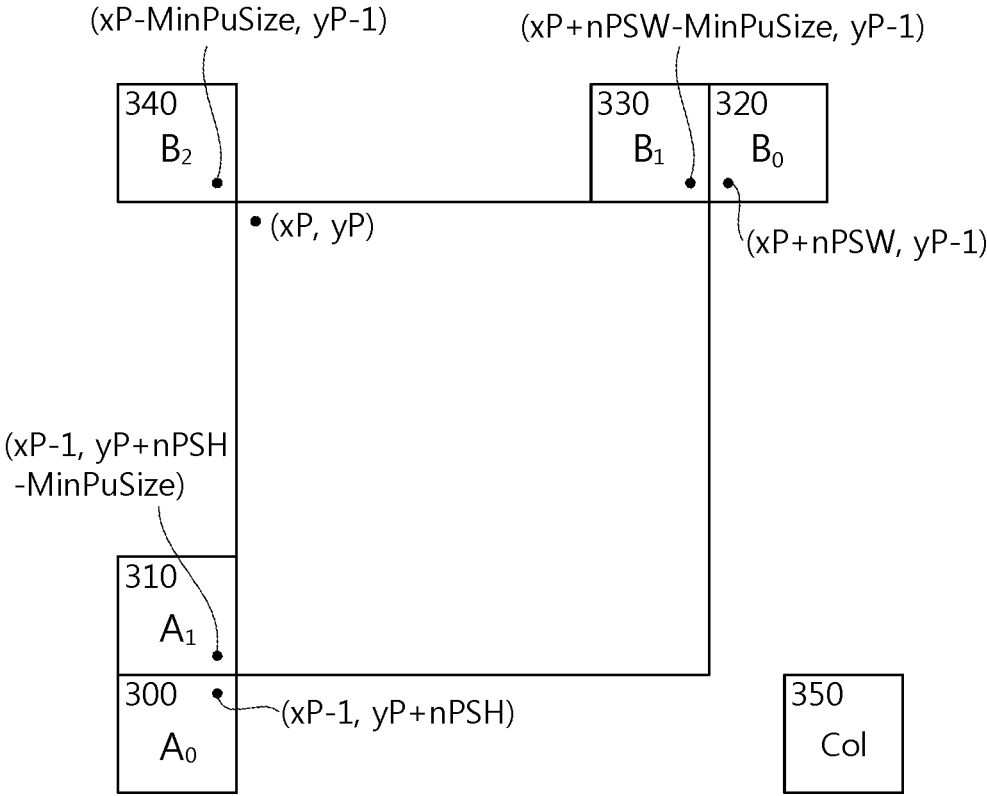 (xP-MinPuSize, yP-1)
(xP+nPSW-MinPuSize, yP-1)
340
B2
330
B1
320
B0
(xP, yP)
(xP+nPSW, yP-1)
(xP-1, yP+nPSH
-MinPuSize)
310
A1
300
A0
(xP-1, yP+nPSH)
350
Col